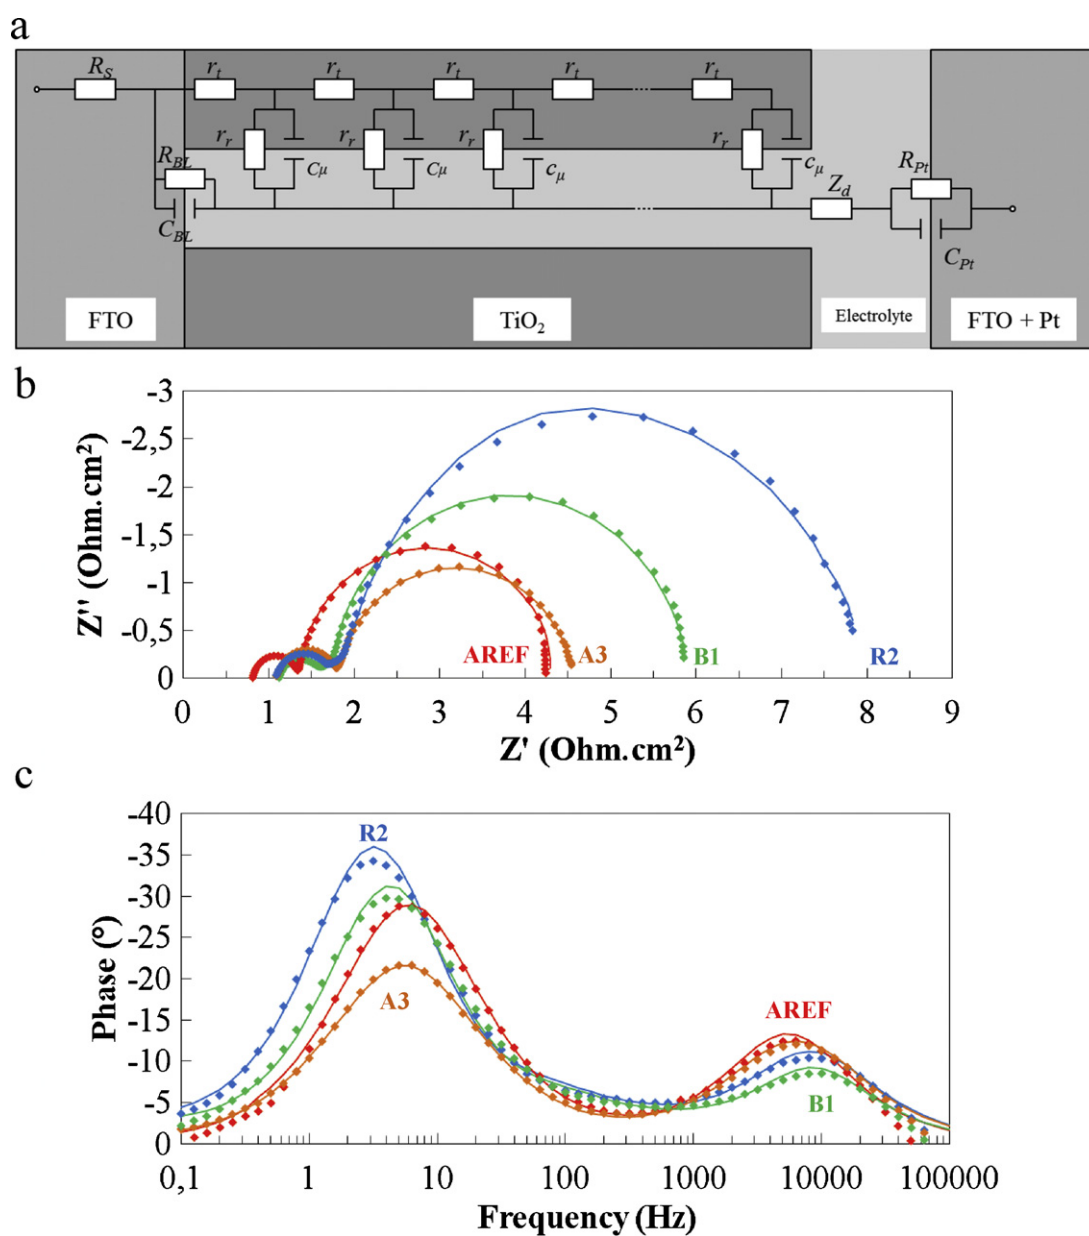 a
R_S r_t r_t r_t r_t r_t
r_r r_r r_r r_r
R_BL Cμ Cμ c_μ c_μ R_Pt
Z_d
C_BL C_Pt
FTO TiO₂ Electrolyte FTO + Pt
b
Z'' (Ohm.cm²)
-3
-2,5
-2
-1,5
-1
-0,5
0
AREF A3 B1 R2
0 1 2 3 4 5 6 7 8 9
Z' (Ohm.cm²)
c
Phase (°)
-40
-35
-30
-25
-20
-15
-10
-5
0
R2
A3
AREF
B1
0,1 1 10 100 1000 10000 100000
Frequency (Hz)